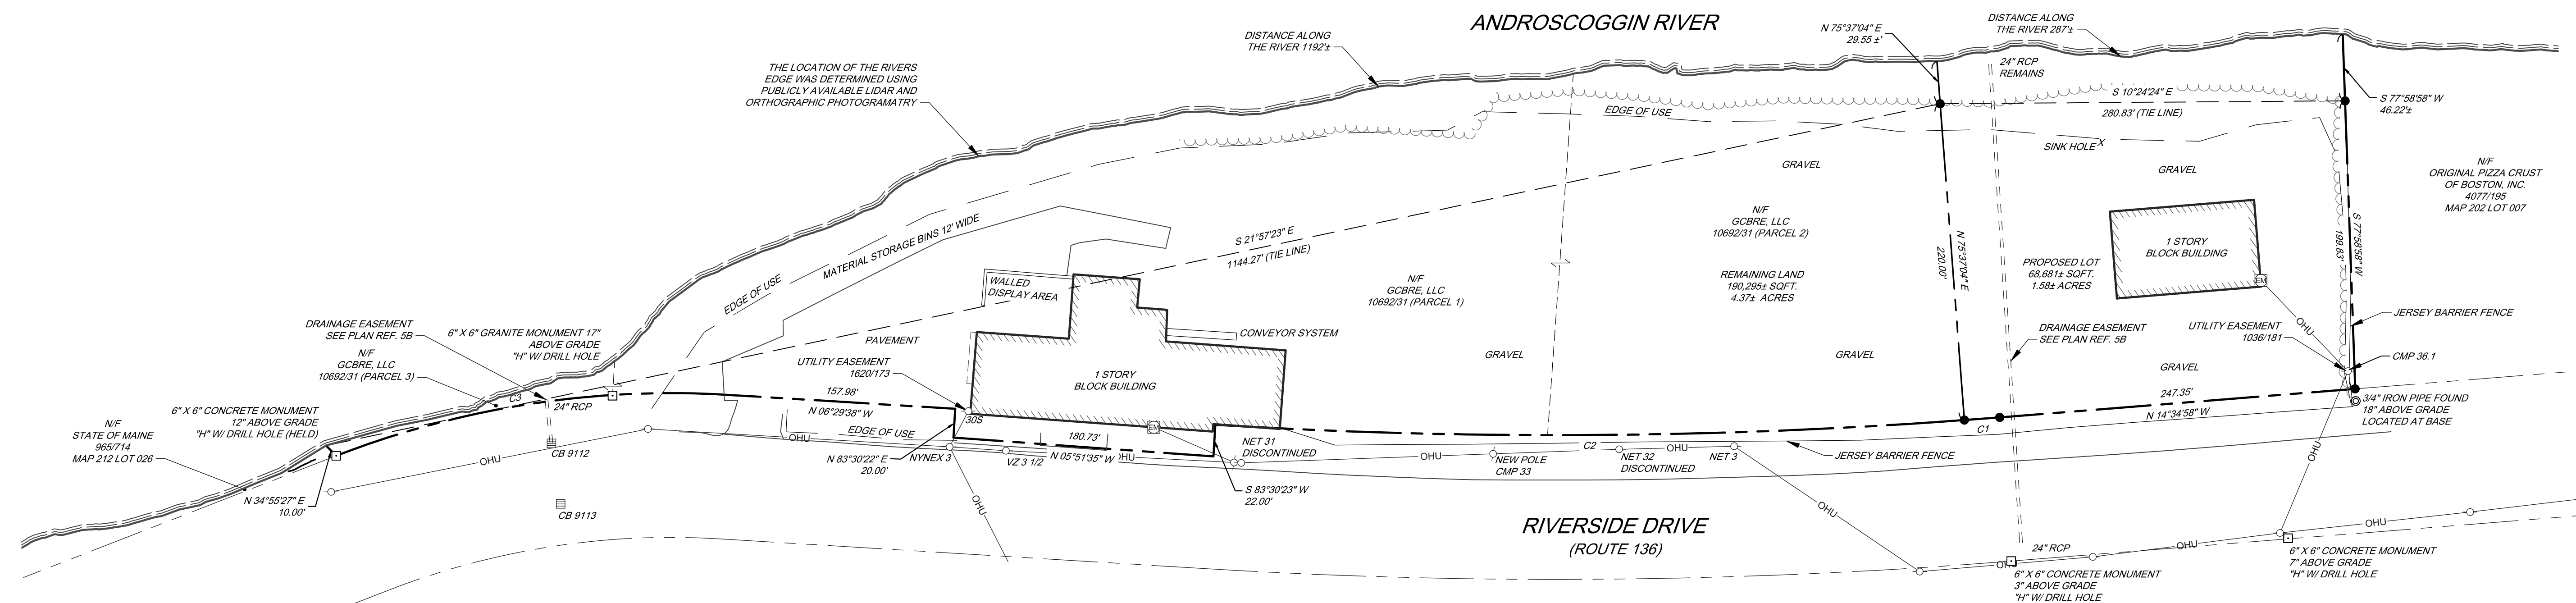 ANDROSCOGGIN RIVER
DISTANCE ALONG
THE RIVER 1192'±
N 75°37'04" E
29.55 ±'
DISTANCE ALONG
THE RIVER 287'±
THE LOCATION OF THE RIVERS
EDGE WAS DETERMINED USING
PUBLICLY AVAILABLE LIDAR AND
ORTHOGRAPHIC PHOTOGRAMATRY
24" RCP
REMAINS
S 10°24'24" E
280.83' (TIE LINE)
S 77°58'58" W
46.22'±
EDGE OF USE
SINK HOLE X
GRAVEL
GRAVEL
N/F
ORIGINAL PIZZA CRUST
OF BOSTON, INC.
4077/195
MAP 202 LOT 007
N/F
GCBRE, LLC
10692/31 (PARCEL 2)
MATERIAL STORAGE BINS 12' WIDE
EDGE OF USE
S 21°57'23" E
1144.27' (TIE LINE)
N 75°37'04" E
220.00'
S 77°58'58" W
199.83'
1 STORY
BLOCK BUILDING
EM
WALLED
DISPLAY AREA
N/F
GCBRE, LLC
10692/31 (PARCEL 1)
REMAINING LAND
190,295± SQFT.
4.37± ACRES
PROPOSED LOT
68,681± SQFT.
1.58± ACRES
DRAINAGE EASEMENT
SEE PLAN REF. 5B
N/F
GCBRE, LLC
10692/31 (PARCEL 3)
6" X 6" GRANITE MONUMENT 17"
ABOVE GRADE
"H" W/ DRILL HOLE
PAVEMENT
CONVEYOR SYSTEM
GRAVEL
GRAVEL
DRAINAGE EASEMENT
SEE PLAN REF. 5B
UTILITY EASEMENT
1036/181
OHU
JERSEY BARRIER FENCE
CMP 36.1
GRAVEL
UTILITY EASEMENT
1620/173
1 STORY
BLOCK BUILDING
157.98'
N 06°29'38" W
C3
24" RCP
247.35'
N 14°34'58" W
3/4" IRON PIPE FOUND
18" ABOVE GRADE
LOCATED AT BASE
N/F
STATE OF MAINE
965/714
MAP 212 LOT 026
6" X 6" CONCRETE MONUMENT
12" ABOVE GRADE
"H" W/ DRILL HOLE (HELD)
30S
EM
EDGE OF USE
OHU
180.73'
N 05°51'35" W
OHU
NET 31
DISCONTINUED
C1
C2
CB 9112
OHU
N 83°30'22" E
20.00'
NYNEX 3
VZ 3 1/2
OHU
NEW POLE
CMP 33
NET 32
DISCONTINUED
OHU
NET 3
JERSEY BARRIER FENCE
OHU
N 34°55'27" E
10.00'
CB 9113
OHU
S 83°30'23" W
22.00'
OHU
RIVERSIDE DRIVE
(ROUTE 136)
OHU
OHU
24" RCP
OHU
6" X 6" CONCRETE MONUMENT
3" ABOVE GRADE
"H" W/ DRILL HOLE
6" X 6" CONCRETE MONUMENT
7" ABOVE GRADE
"H" W/ DRILL HOLE